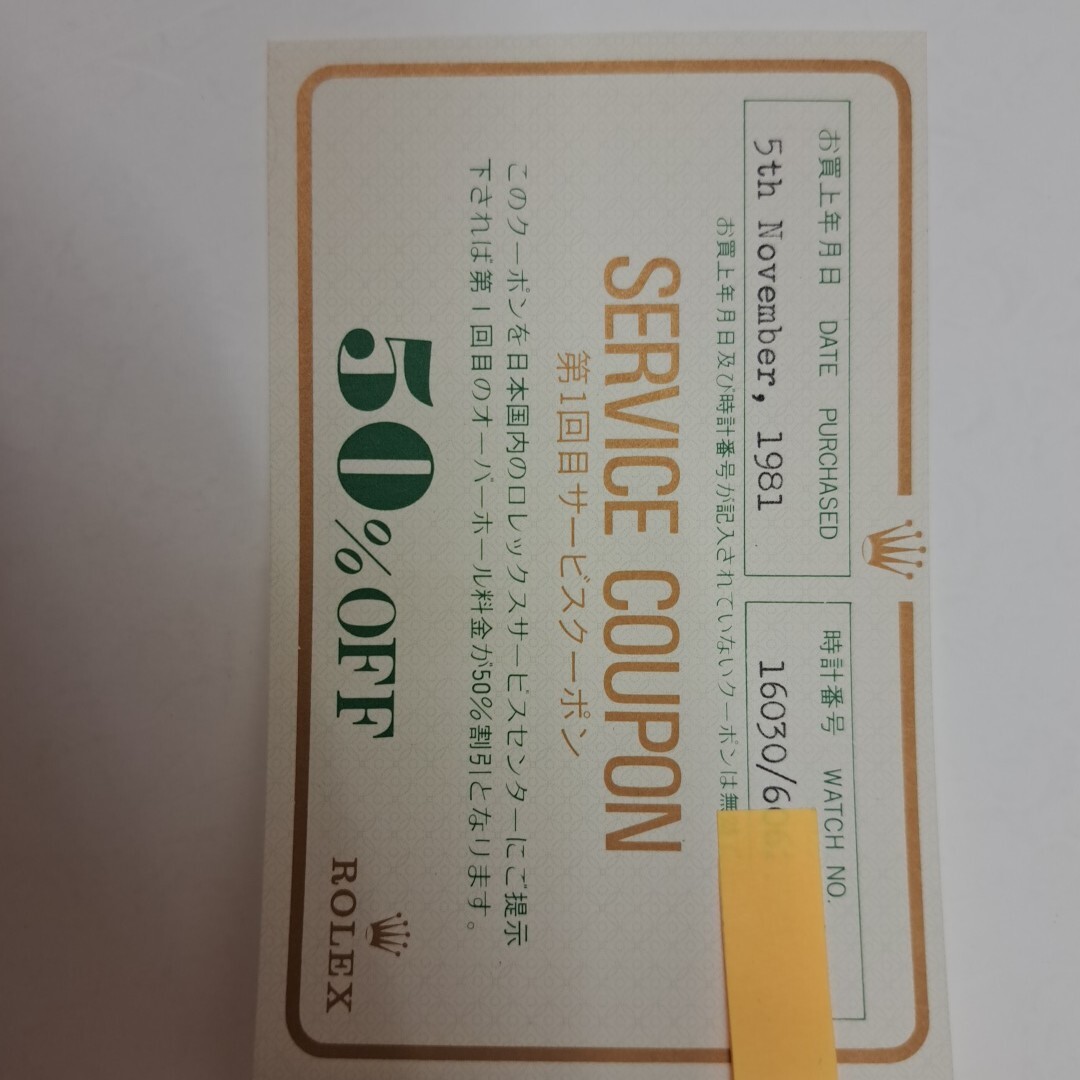 お買上年月日 DATE PURCHASED
5th November, 1981
時計番号 WATCH NO.
16030/6
お買上年月日及び時計番号が記入されていないクーポンは無
SERVICE COUPON
第1回目サービスクーポン
このクーポンを日本国内のロレックスサービスセンターにご提示
下されば第1回目のオーバーホール料金が50%割引となります。
50%OFF
ROLEX